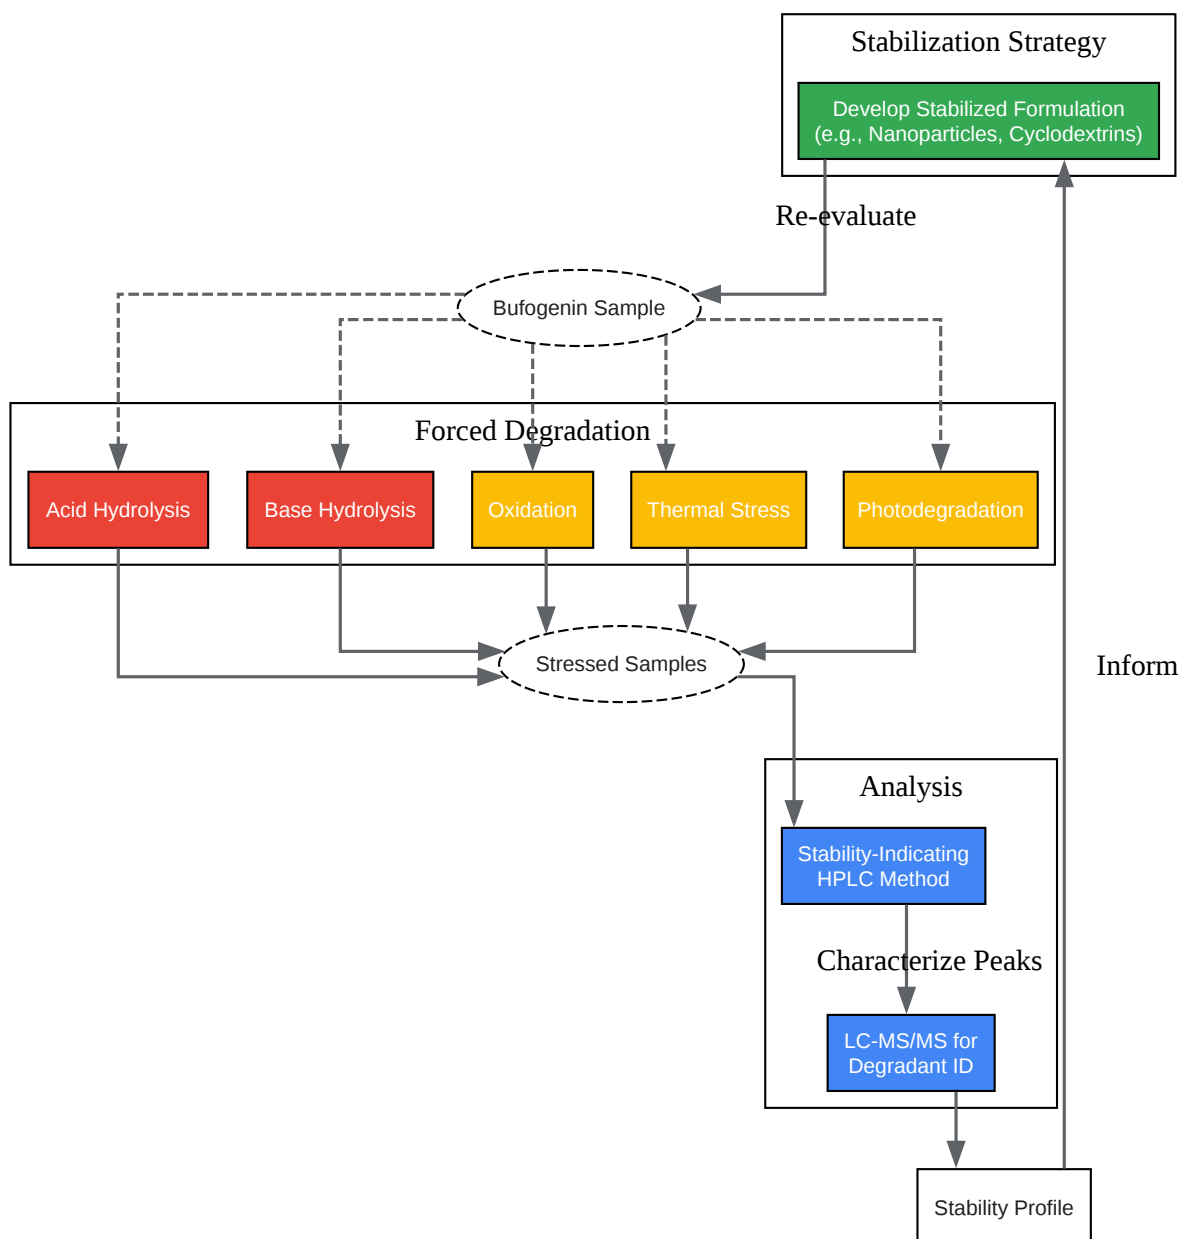 Stabilization Strategy
Develop Stabilized Formulation
(e.g., Nanoparticles, Cyclodextrins)
Re-evaluate
Bufogenin Sample
Forced Degradation
Acid Hydrolysis
Base Hydrolysis
Oxidation
Thermal Stress
Photodegradation
Stressed Samples
Inform
Analysis
Stability-Indicating
HPLC Method
Characterize Peaks
LC-MS/MS for
Degradant ID
Stability Profile